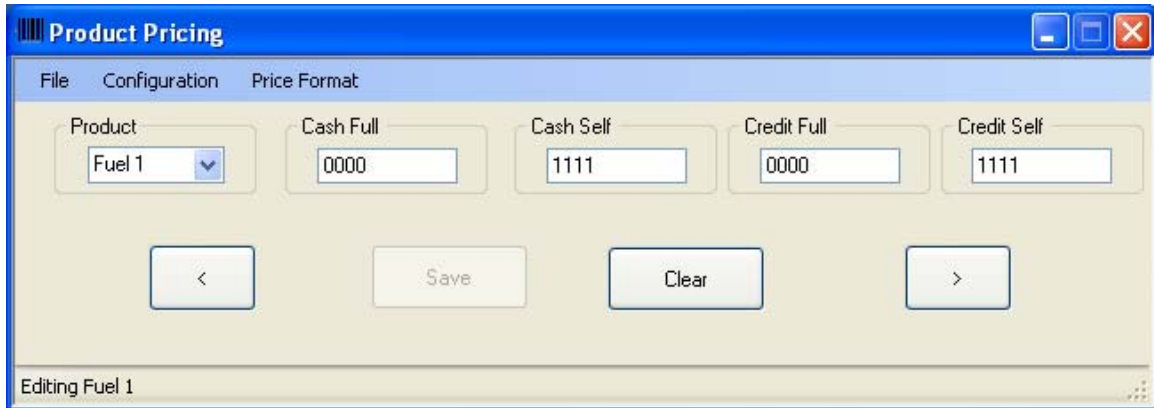 Product Pricing
File Configuration Price Format
Product Cash Full Cash Self Credit Full Credit Self
Fuel 1 0000 1111 0000 1111
< Save Clear >
Editing Fuel 1